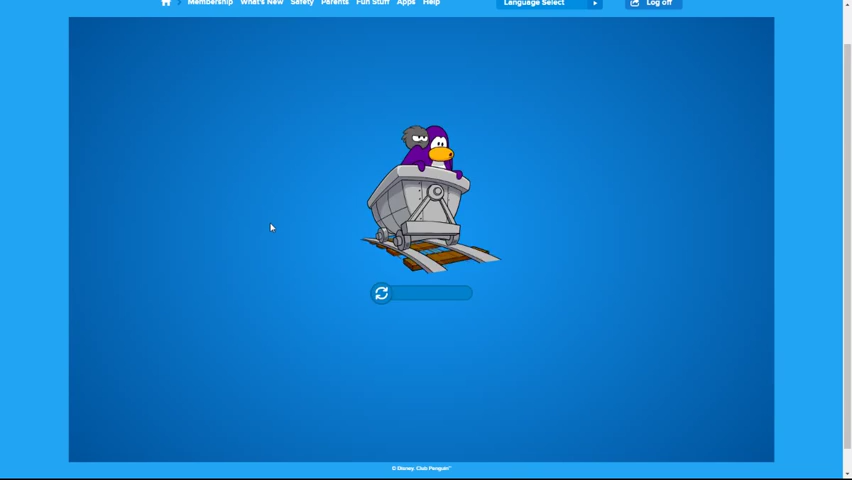 Membership What's New Safety Parents Fun Stuff Apps Help Language Select Log off
© Disney. Club Penguin™